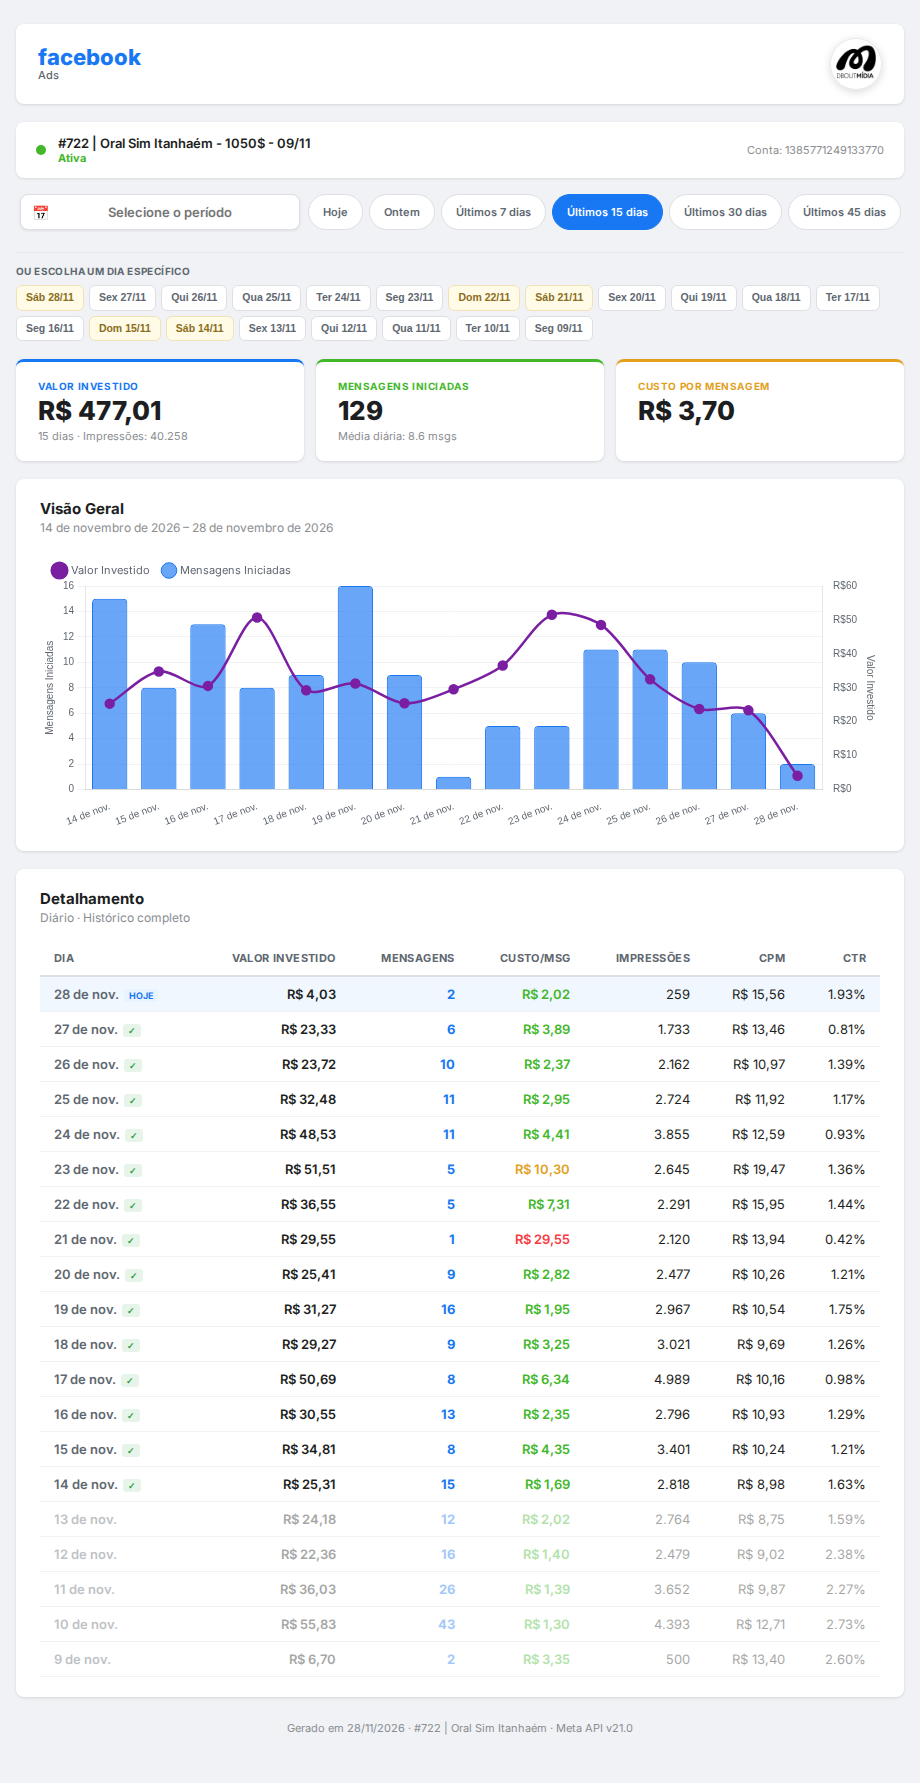 facebook
Ads
DBOUTMÍDIA
#722 | Oral Sim Itanhaém - 1050$ - 09/11
Ativa
Conta: 1385771249133770
Selecione o período
Hoje
Ontem
Últimos 7 dias
Últimos 15 dias
Últimos 30 dias
Últimos 45 dias
OU ESCOLHA UM DIA ESPECÍFICO
Sáb 28/11 Sex 27/11 Qui 26/11 Qua 25/11 Ter 24/11 Seg 23/11 Dom 22/11 Sáb 21/11 Sex 20/11 Qui 19/11 Qua 18/11 Ter 17/11
Seg 16/11 Dom 15/11 Sáb 14/11 Sex 13/11 Qui 12/11 Qua 11/11 Ter 10/11 Seg 09/11
VALOR INVESTIDO
R$ 477,01
15 dias · Impressões: 40.258
MENSAGENS INICIADAS
129
Média diária: 8.6 msgs
CUSTO POR MENSAGEM
R$ 3,70
Visão Geral
14 de novembro de 2026 – 28 de novembro de 2026
Valor Investido Mensagens Iniciadas
Mensagens Iniciadas
16
14
12
10
8
6
4
2
0
R$60
R$50
R$40
R$30
R$20
R$10
R$0
Valor Investido
14 de nov. 15 de nov. 16 de nov. 17 de nov. 18 de nov. 19 de nov. 20 de nov. 21 de nov. 22 de nov. 23 de nov. 24 de nov. 25 de nov. 26 de nov. 27 de nov. 28 de nov.
Detalhamento
Diário · Histórico completo
DIA VALOR INVESTIDO MENSAGENS CUSTO/MSG IMPRESSÕES CPM CTR
28 de nov. HOJE R$ 4,03 2 R$ 2,02 259 R$ 15,56 1.93%
27 de nov. ✓ R$ 23,33 6 R$ 3,89 1.733 R$ 13,46 0.81%
26 de nov. ✓ R$ 23,72 10 R$ 2,37 2.162 R$ 10,97 1.39%
25 de nov. ✓ R$ 32,48 11 R$ 2,95 2.724 R$ 11,92 1.17%
24 de nov. ✓ R$ 48,53 11 R$ 4,41 3.855 R$ 12,59 0.93%
23 de nov. ✓ R$ 51,51 5 R$ 10,30 2.645 R$ 19,47 1.36%
22 de nov. ✓ R$ 36,55 5 R$ 7,31 2.291 R$ 15,95 1.44%
21 de nov. ✓ R$ 29,55 1 R$ 29,55 2.120 R$ 13,94 0.42%
20 de nov. ✓ R$ 25,41 9 R$ 2,82 2.477 R$ 10,26 1.21%
19 de nov. ✓ R$ 31,27 16 R$ 1,95 2.967 R$ 10,54 1.75%
18 de nov. ✓ R$ 29,27 9 R$ 3,25 3.021 R$ 9,69 1.26%
17 de nov. ✓ R$ 50,69 8 R$ 6,34 4.989 R$ 10,16 0.98%
16 de nov. ✓ R$ 30,55 13 R$ 2,35 2.796 R$ 10,93 1.29%
15 de nov. ✓ R$ 34,81 8 R$ 4,35 3.401 R$ 10,24 1.21%
14 de nov. ✓ R$ 25,31 15 R$ 1,69 2.818 R$ 8,98 1.63%
13 de nov. R$ 24,18 12 R$ 2,02 2.764 R$ 8,75 1.59%
12 de nov. R$ 22,36 16 R$ 1,40 2.479 R$ 9,02 2.38%
11 de nov. R$ 36,03 26 R$ 1,39 3.652 R$ 9,87 2.27%
10 de nov. R$ 55,83 43 R$ 1,30 4.393 R$ 12,71 2.73%
9 de nov. R$ 6,70 2 R$ 3,35 500 R$ 13,40 2.60%
Gerado em 28/11/2026 · #722 | Oral Sim Itanhaém · Meta API v21.0